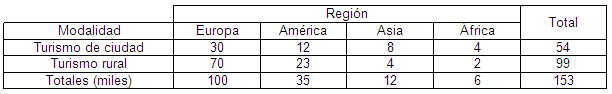 Región Total
Modalidad Europa América Asia África
Turismo de ciudad 30 12 8 4 54
Turismo rural 70 23 4 2 99
Totales (miles) 100 35 12 6 153